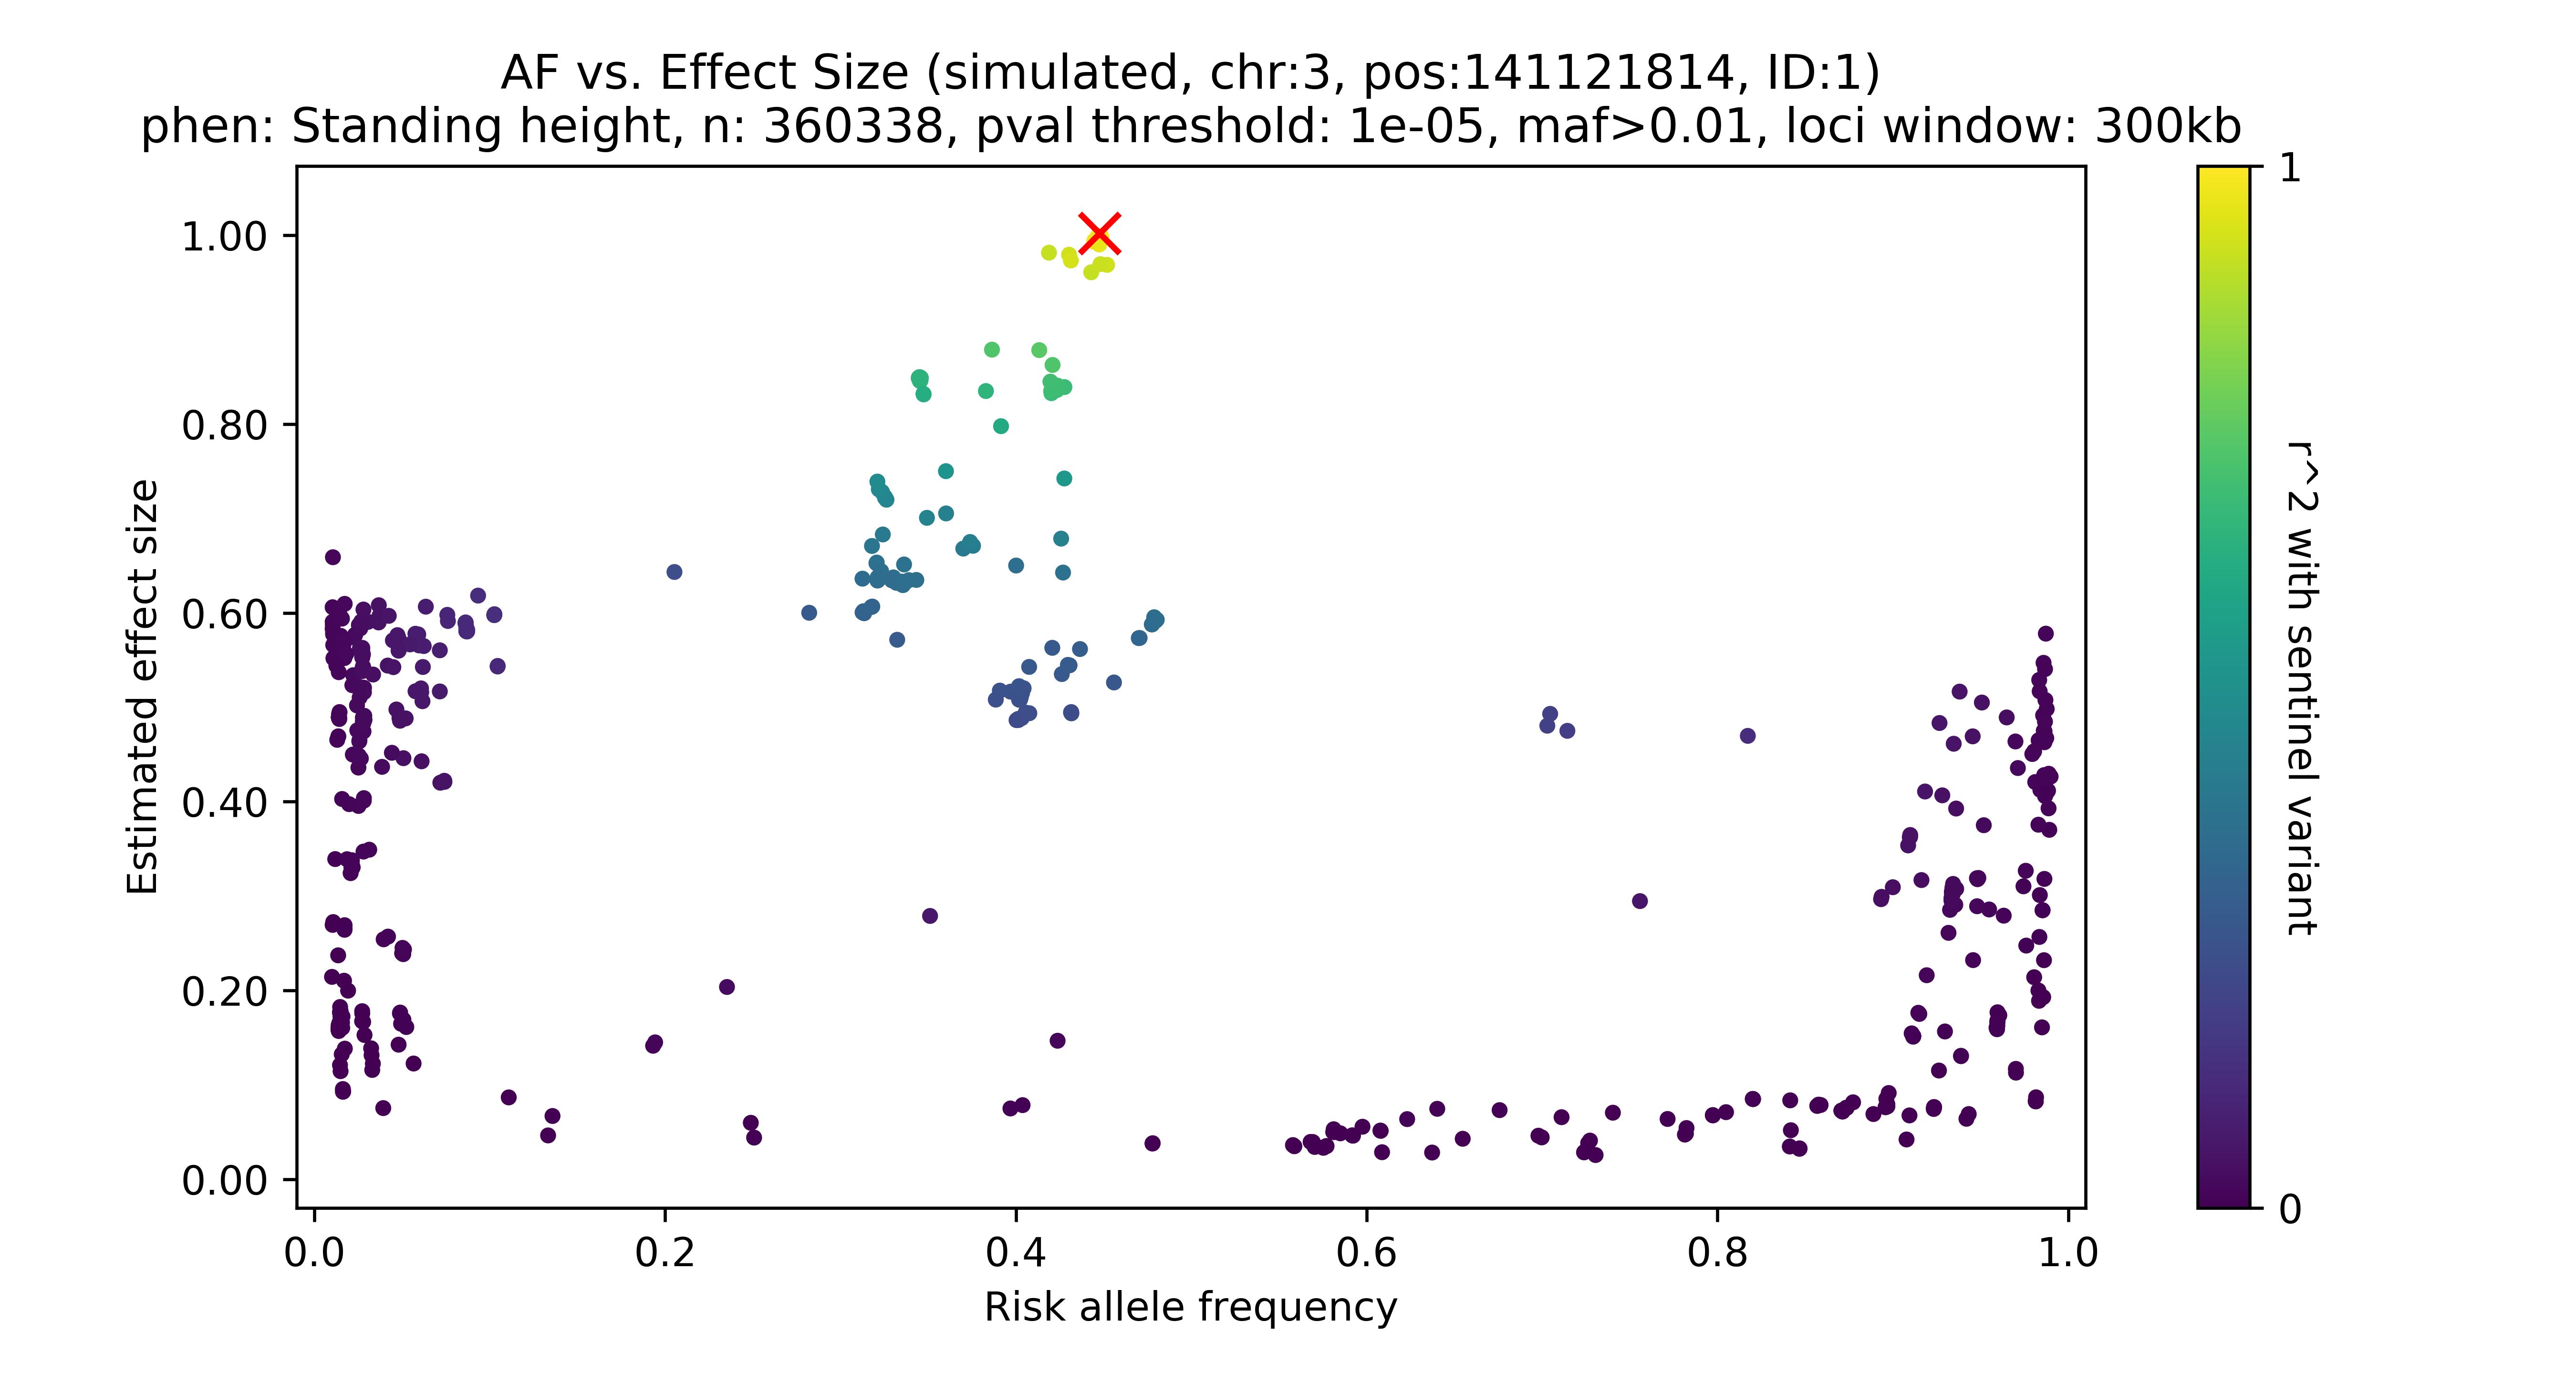 AF vs. Effect Size (simulated, chr:3, pos:141121814, ID:1)
phen: Standing height, n: 360338, pval threshold: 1e-05, maf>0.01, loci window: 300kb
1.00
0.80
0.60
0.40
0.20
0.00
Estimated effect size
0.0
0.2
0.4
0.6
0.8
1.0
Risk allele frequency
1
0
r^2 with sentinel variant